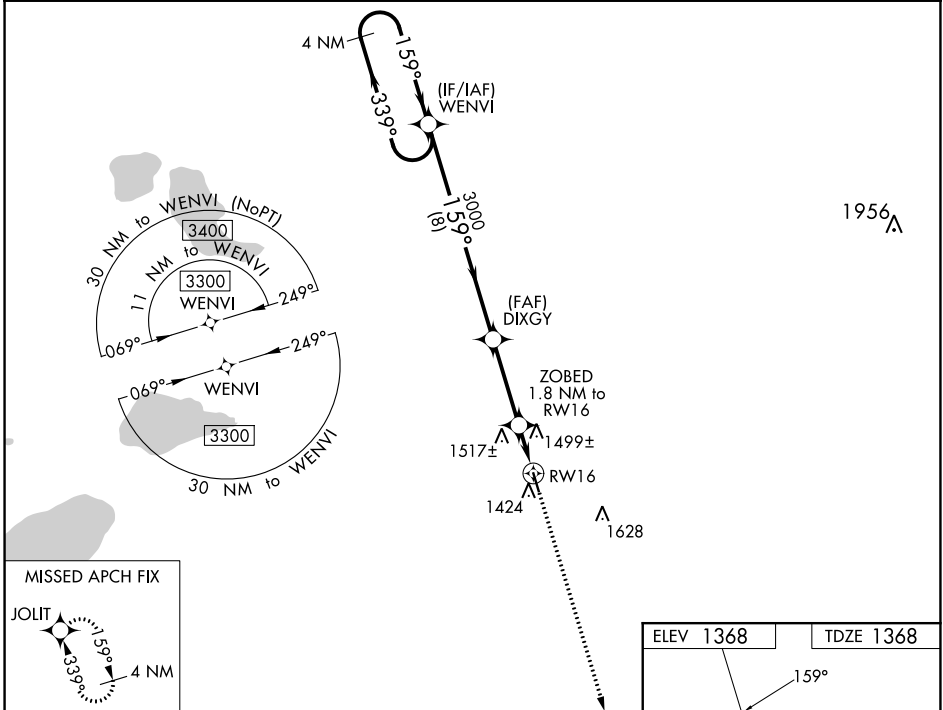 4 NM
159°
339°
(IF/IAF)
WENVI
3000
159°
(8)
1956
30 NM to WENVI (NoPT)
3400
11 NM to WENVI
3300
WENVI
249°
069°
249°
069°
WENVI
3300
30 NM to WENVI
(FAF)
DIXGY
ZOBED
1.8 NM to
RW16
1517±
1499±
RW16
1424
1628
MISSED APCH FIX
JOLIT
159°
339°
4 NM
ELEV 1368
TDZE 1368
159°